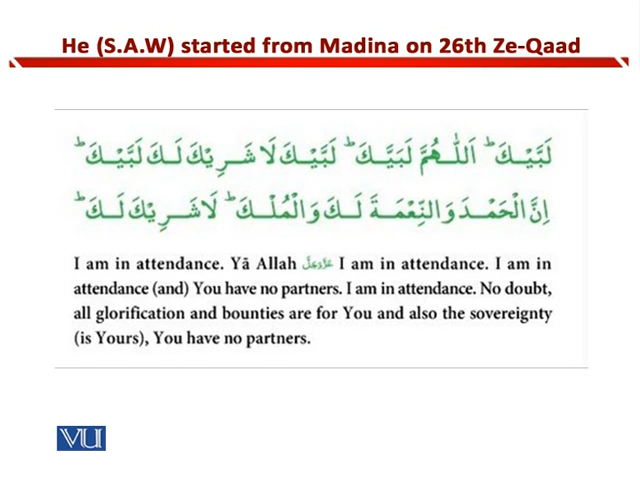 He (S.A.W) started from Madina on 26th Ze-Qaad
لَبَّيْكَ ؕ اَللّٰهُمَّ لَبَيَّكَ ؕ لَبَّيْكَ لَا شَرِيْكَ لَكَ لَبَّيْكَ ؕ
اِنَّ الْحَمْدَ وَالنِّعْمَةَ لَكَ وَالْمُلْكَ ؕ لَا شَرِيْكَ لَكَ ؕ
I am in attendance. Yā Allah عَزَّوَجَلَّ I am in attendance. I am in
attendance (and) You have no partners. I am in attendance. No doubt,
all glorification and bounties are for You and also the sovereignty
(is Yours), You have no partners.
VU